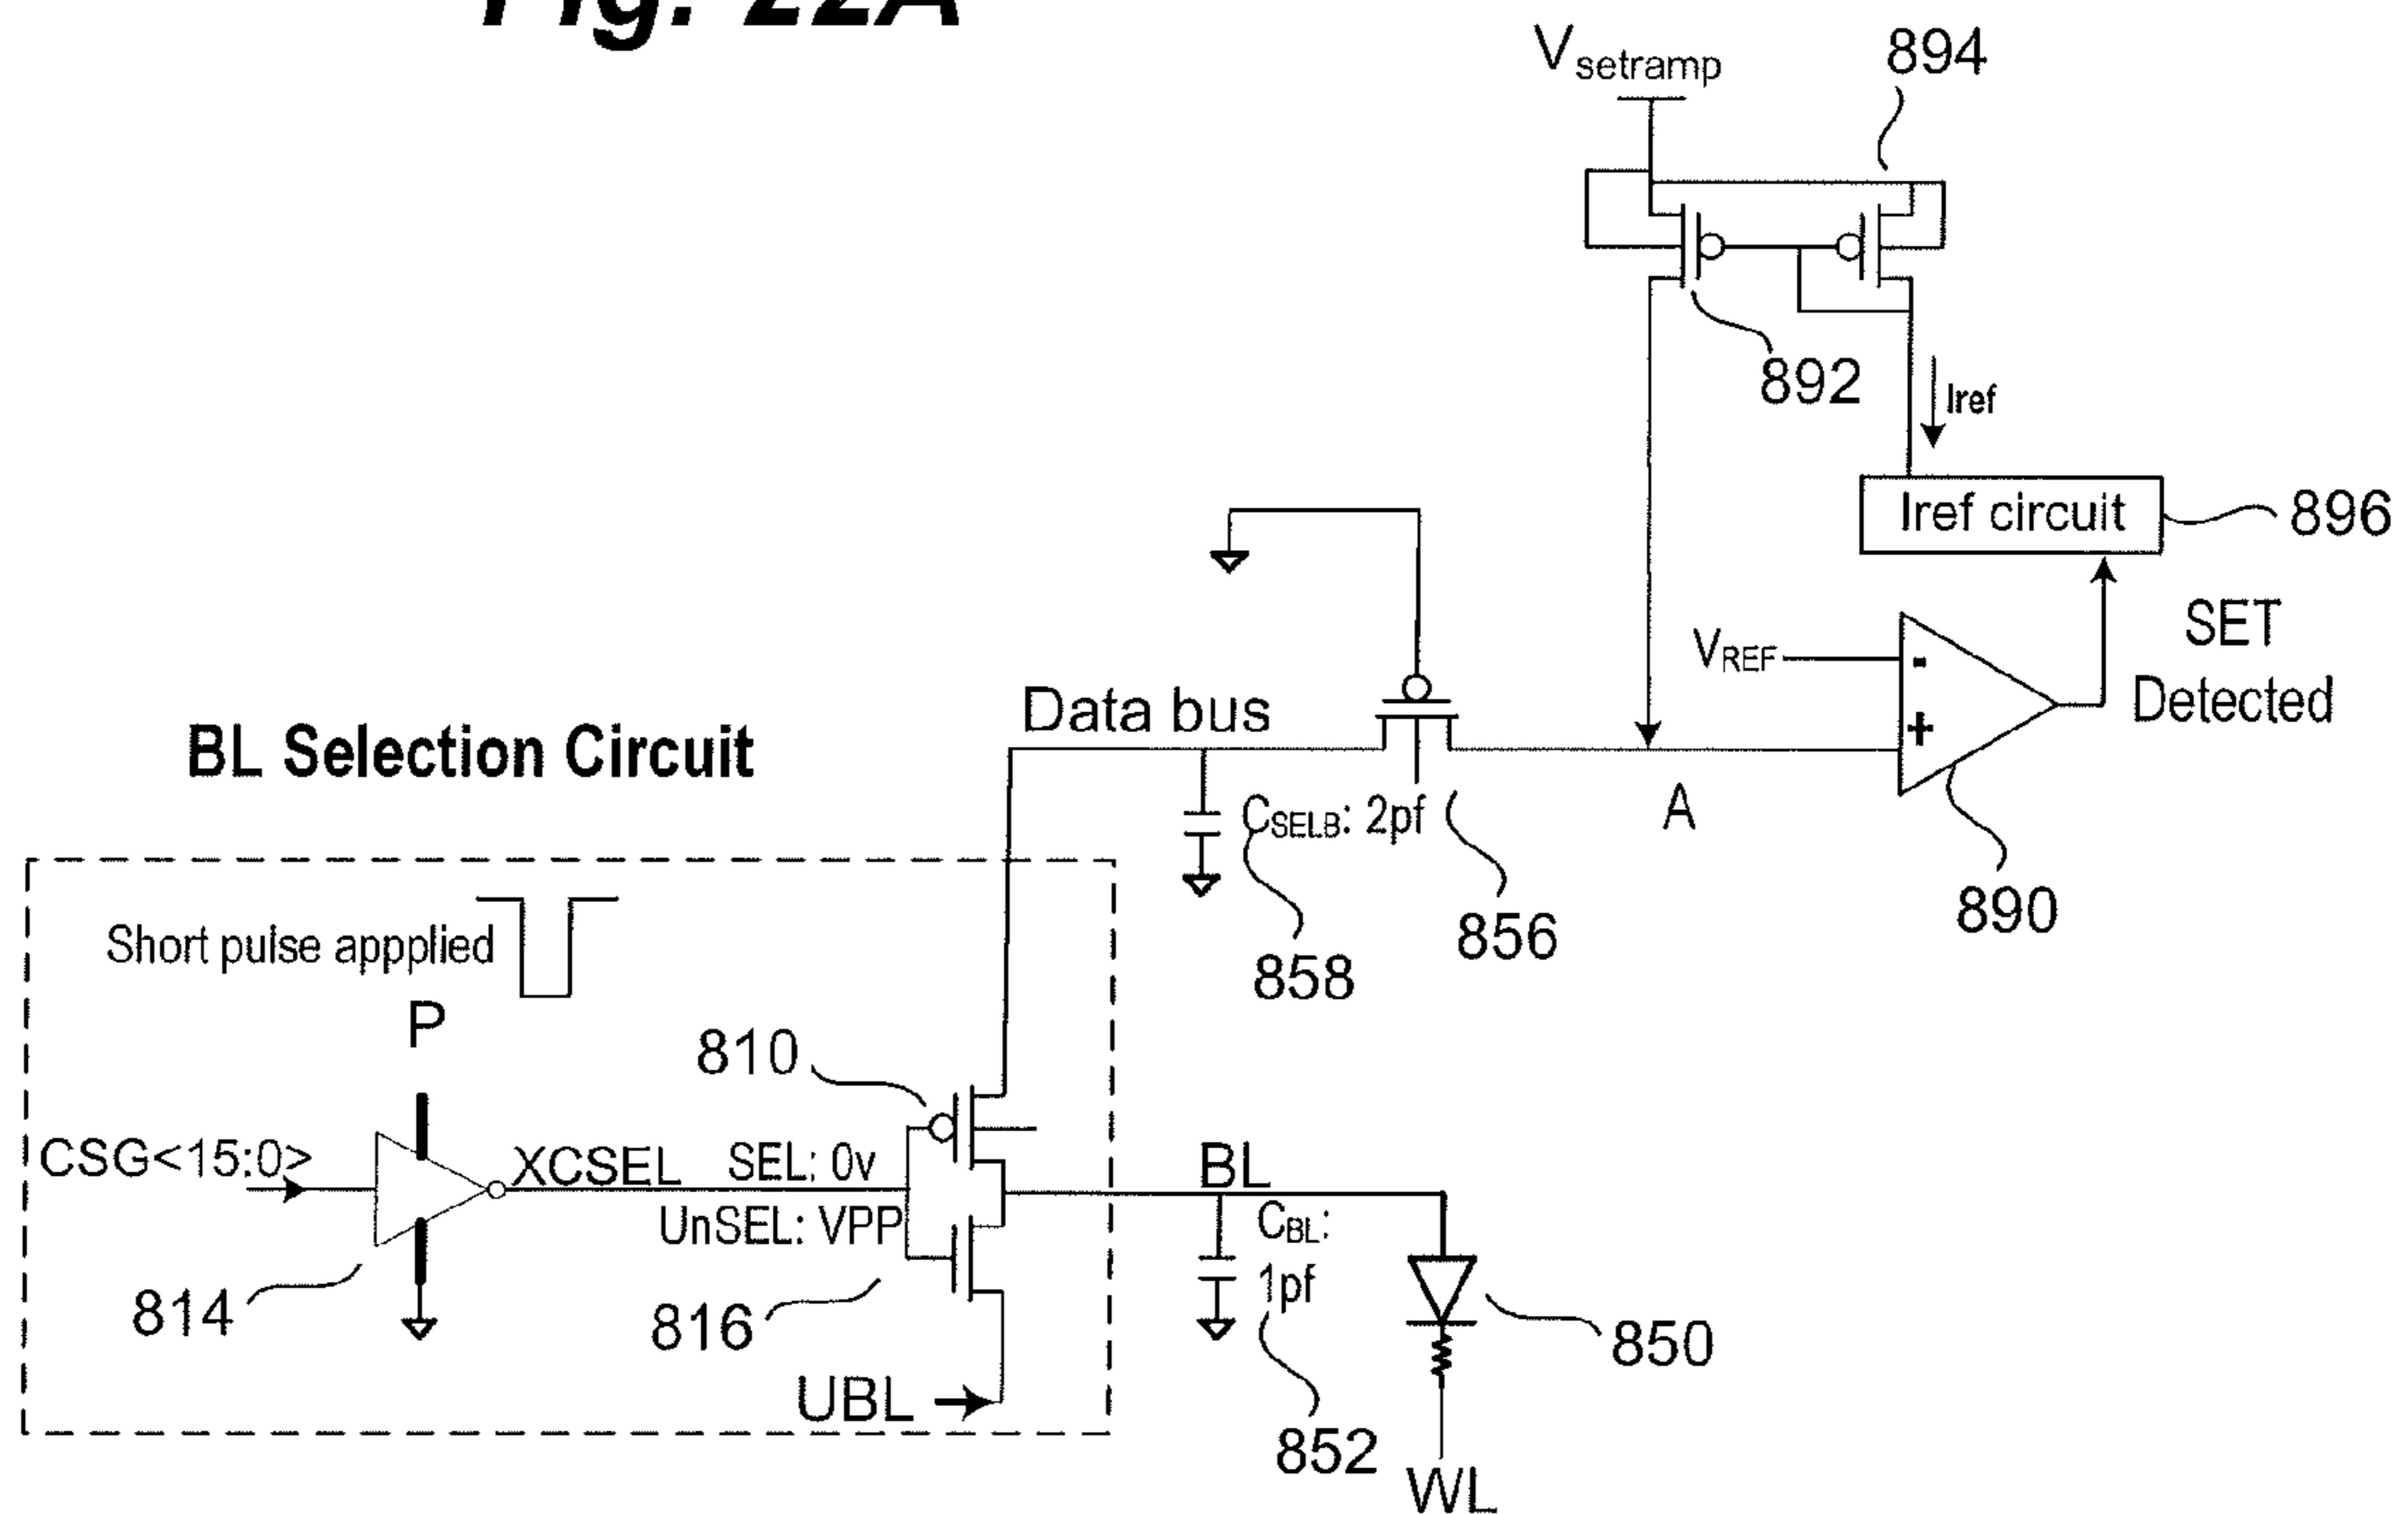 Fig. 22A
V setramp
894
892
Iref
Iref circuit
896
VREF
-
+
SET
Detected
Data bus
A
BL Selection Circuit
CSELB: 2pf
856
858
890
Short pulse appplied
P
810
CSG<15:0>
XCSEL
SEL: 0v
UnSEL: VPP
BL
CBL:
1pf
814
816
850
UBL
852
WL